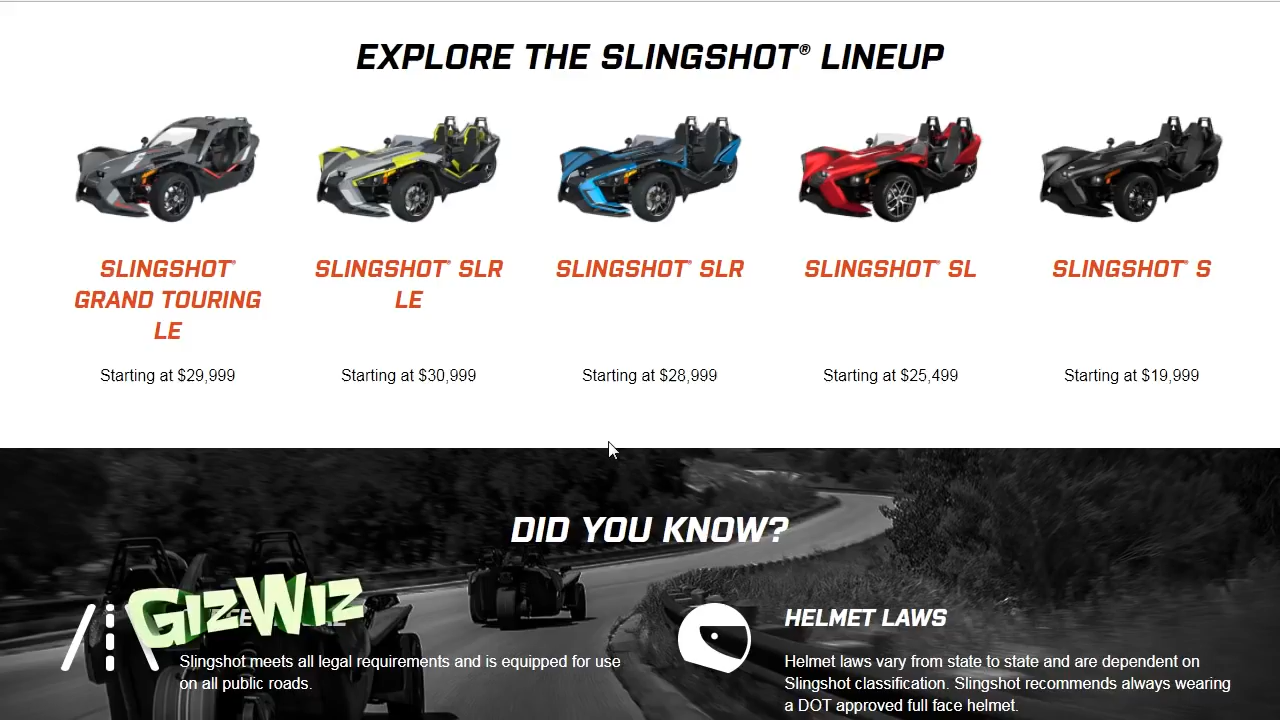 EXPLORE THE SLINGSHOT® LINEUP
SLINGSHOT®
GRAND TOURING
LE
Starting at $29,999
SLINGSHOT® SLR
LE
Starting at $30,999
SLINGSHOT® SLR
Starting at $28,999
SLINGSHOT® SL
Starting at $25,499
SLINGSHOT® S
Starting at $19,999
DID YOU KNOW?
GIZWIZ
Slingshot meets all legal requirements and is equipped for use
on all public roads.
HELMET LAWS
Helmet laws vary from state to state and are dependent on
Slingshot classification. Slingshot recommends always wearing
a DOT approved full face helmet.